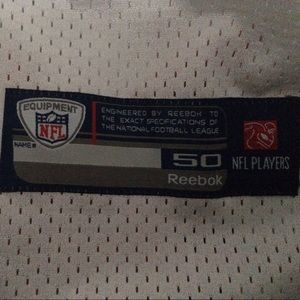 EQUIPMENT
NFL
ENGINEERED BY REEBOK TO
THE EXACT SPECIFICATIONS OF
THE NATIONAL FOOTBALL LEAGUE
NAME#
50
Reebok
NFL PLAYERS